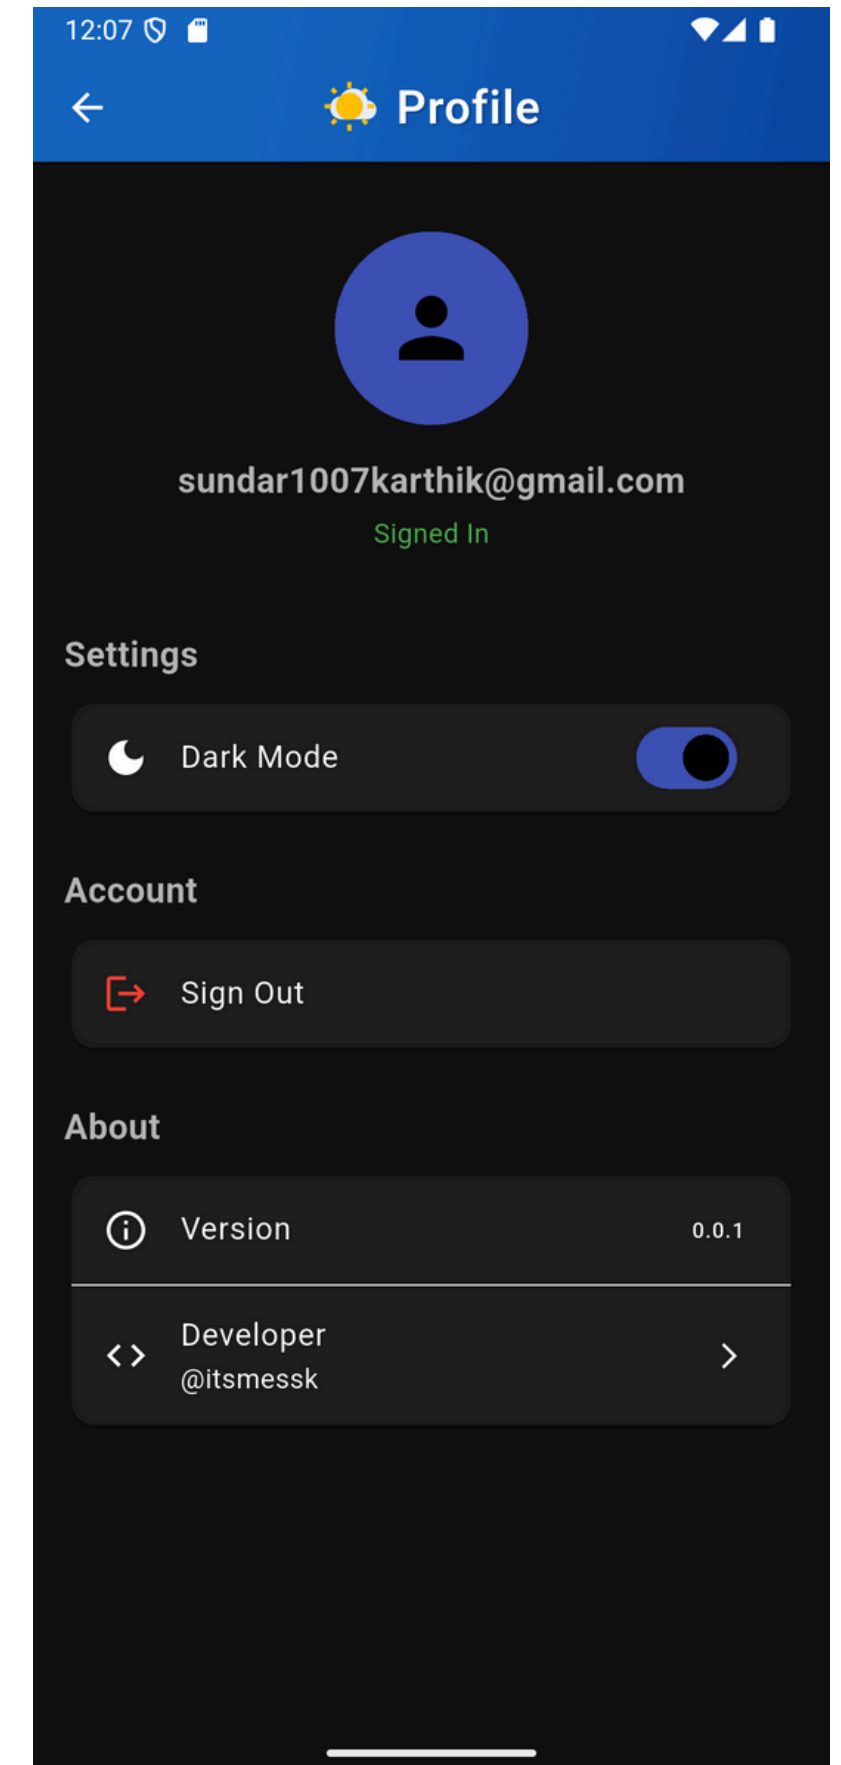 12:07
Profile
sundar1007karthik@gmail.com
Signed In
Settings
Dark Mode
Account
Sign Out
About
Version 0.0.1
Developer
@itsmessk